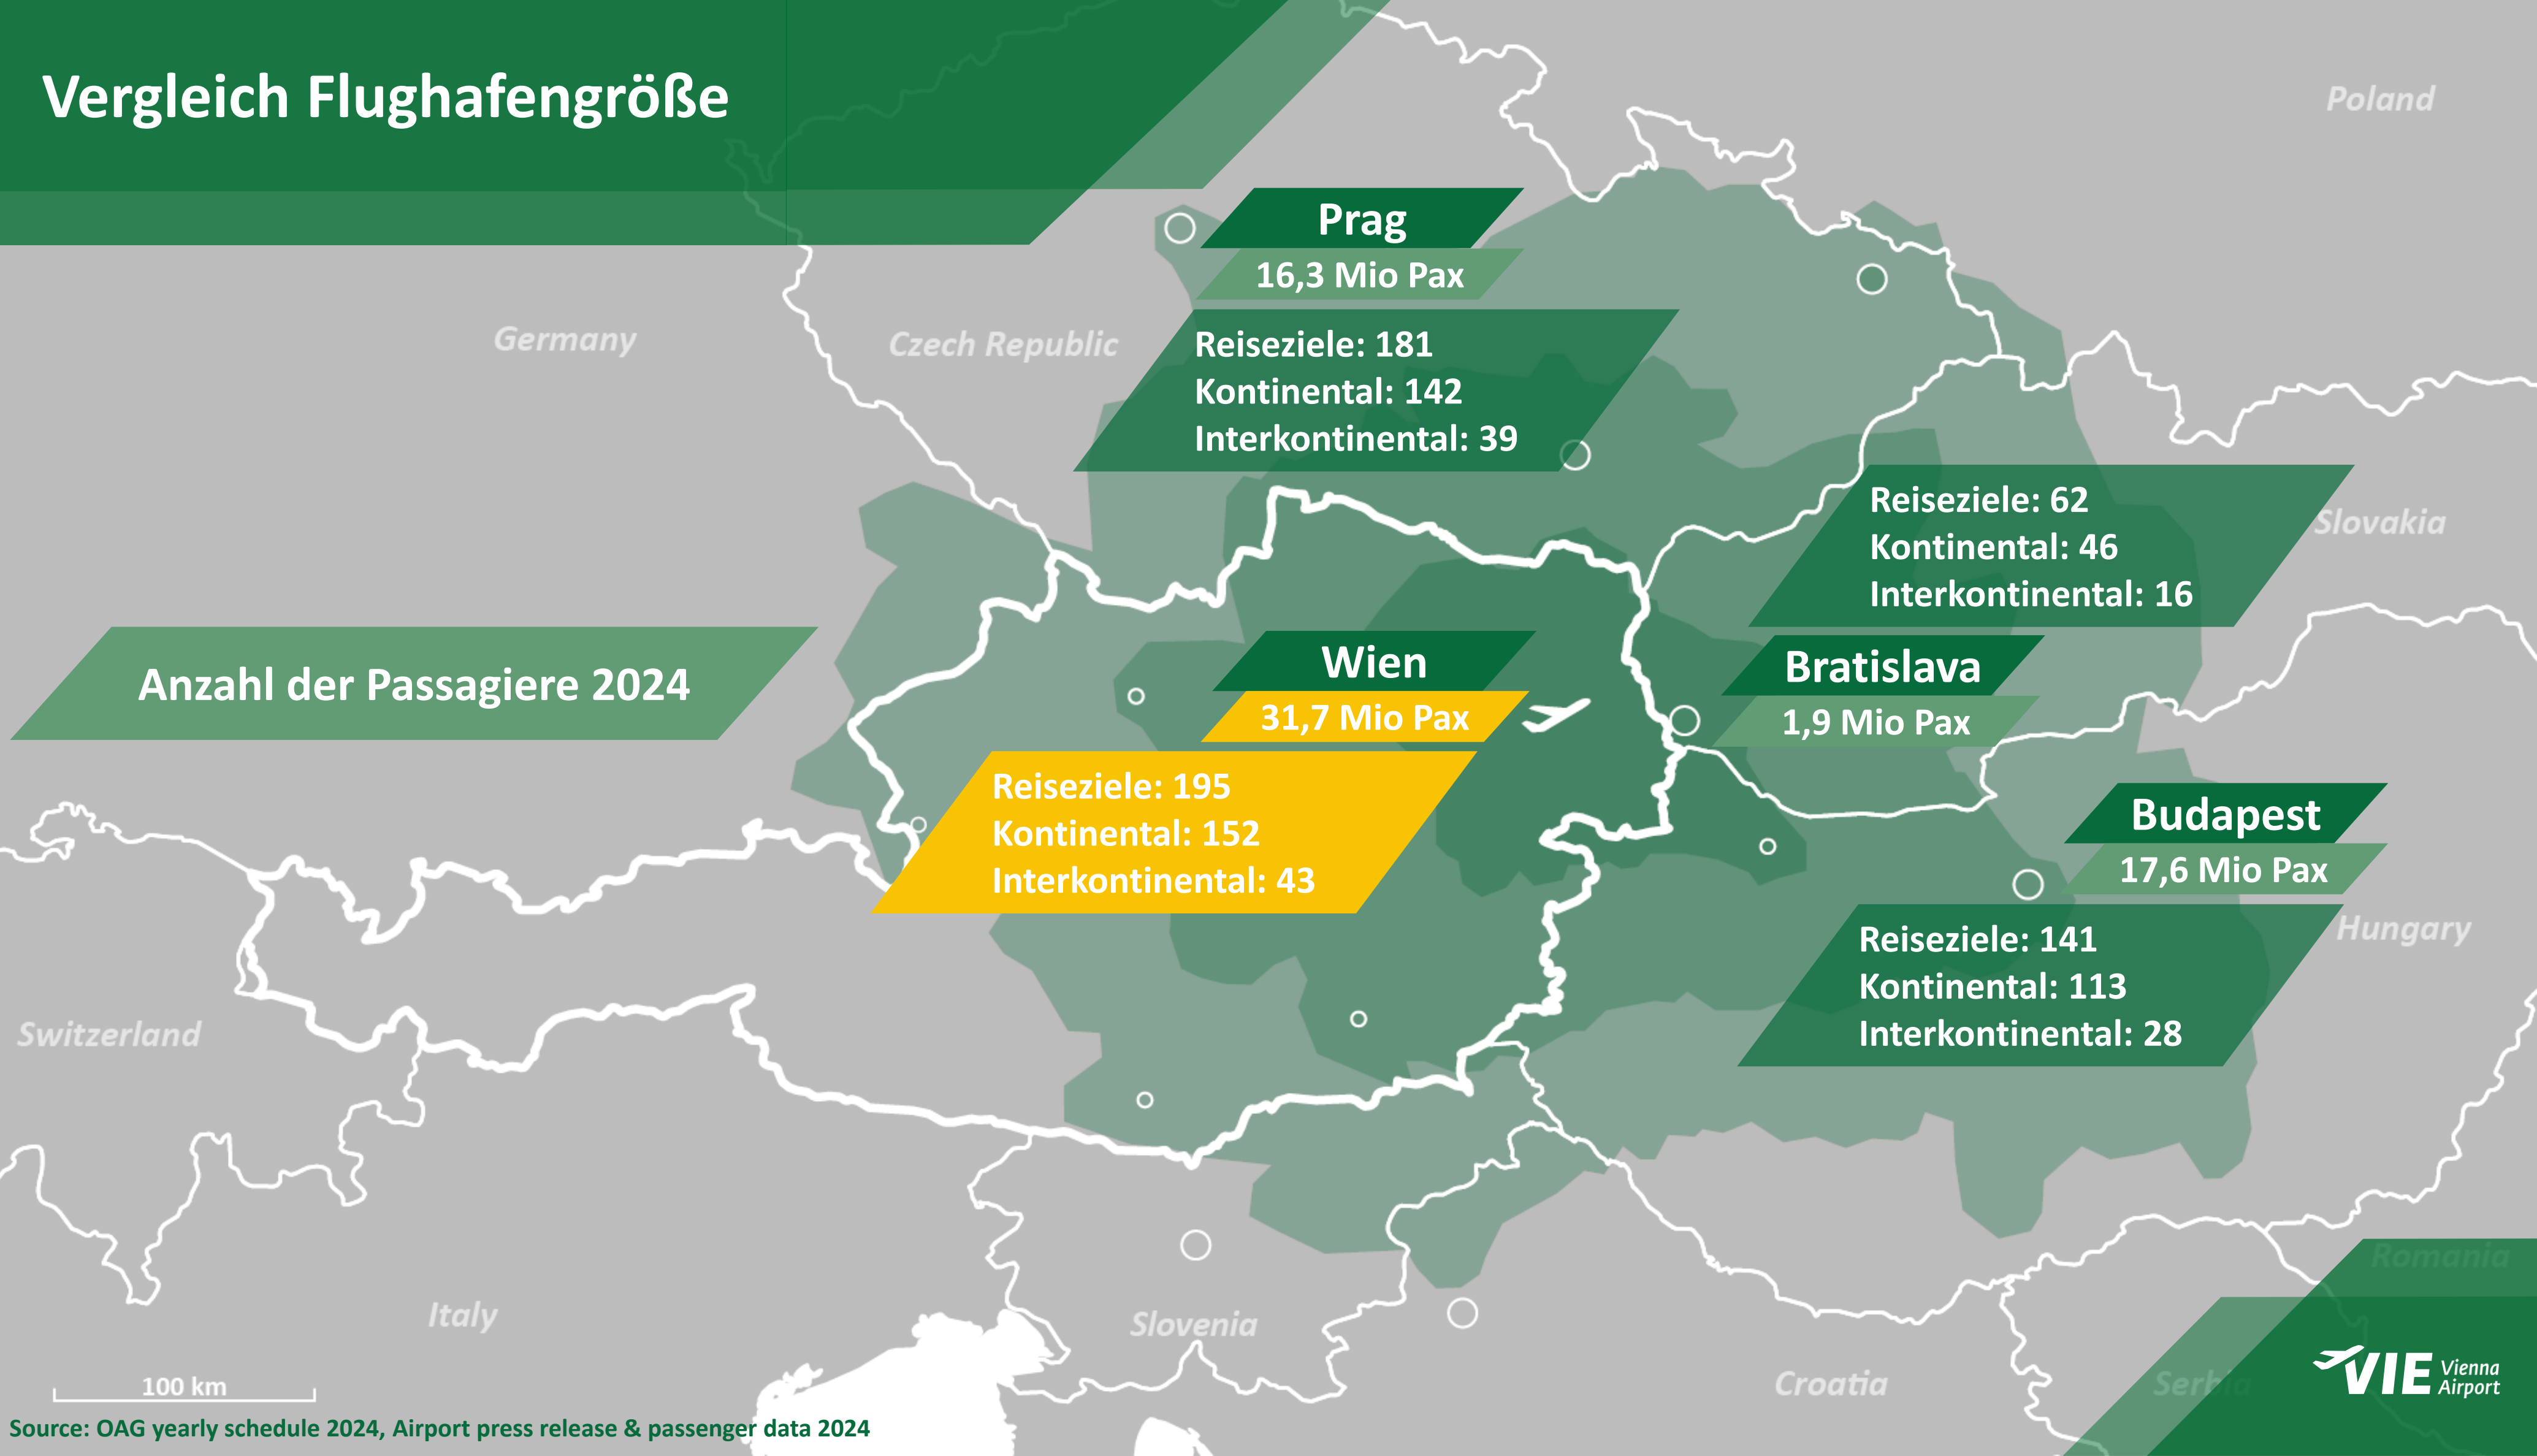 Vergleich Flughafengröße
Poland
Prag
16,3 Mio Pax
Germany
Czech Republic
Reiseziele: 181
Kontinental: 142
Interkontinental: 39
Reiseziele: 62
Kontinental: 46
Interkontinental: 16
Slovakia
Anzahl der Passagiere 2024
Wien
31,7 Mio Pax
Bratislava
1,9 Mio Pax
Reiseziele: 195
Kontinental: 152
Interkontinental: 43
Budapest
17,6 Mio Pax
Hungary
Reiseziele: 141
Kontinental: 113
Interkontinental: 28
Switzerland
Romania
Italy
Slovenia
Croatia
Serbia
100 km
VIE Vienna
Airport
Source: OAG yearly schedule 2024, Airport press release & passenger data 2024